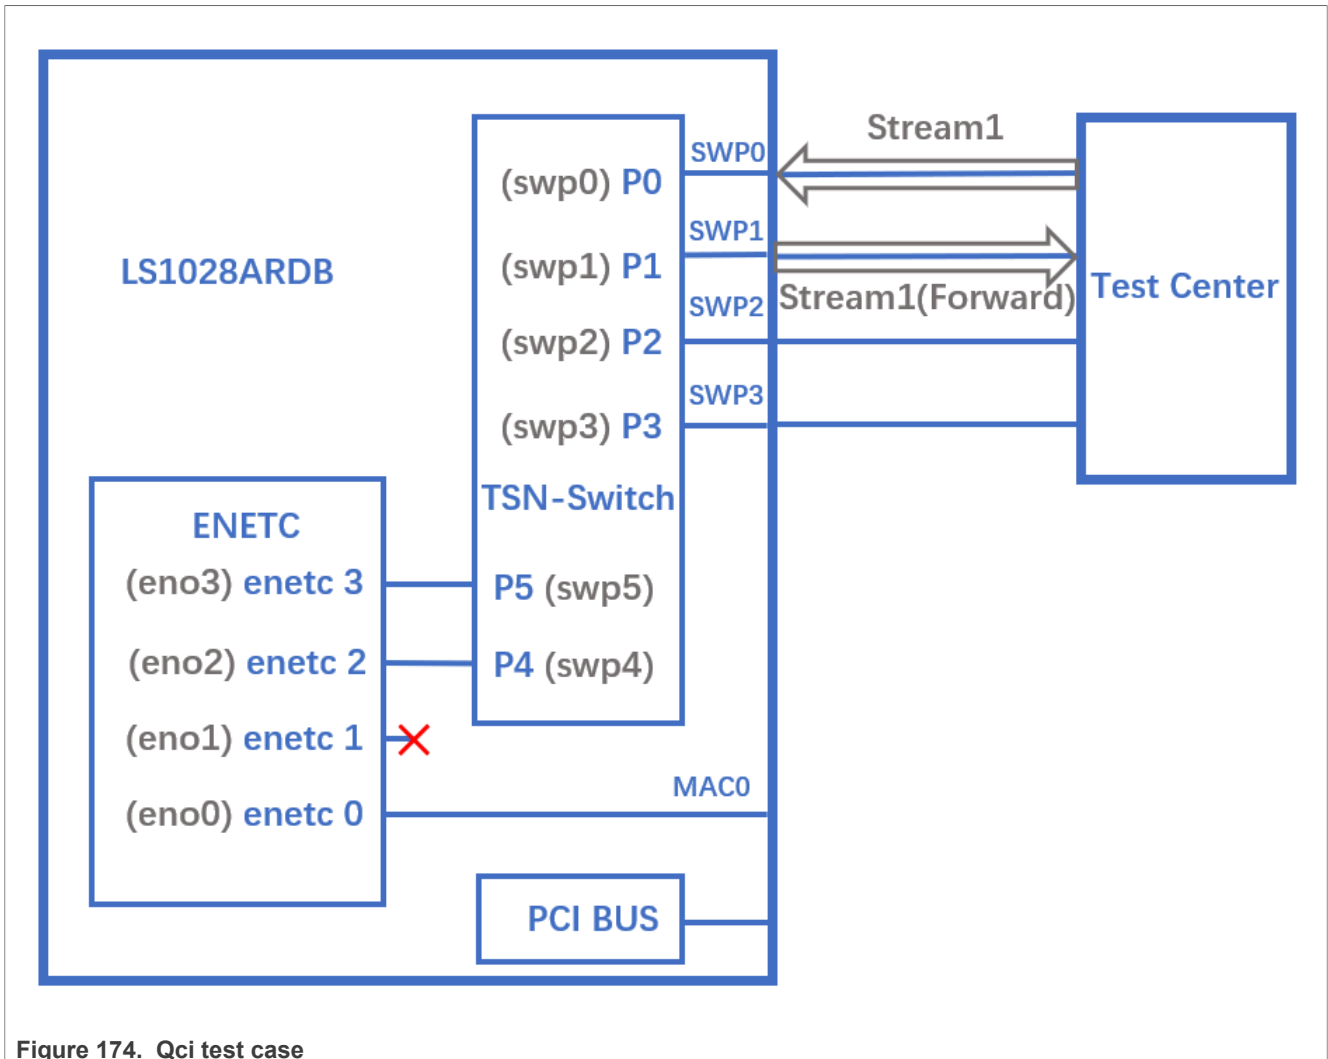 Stream1
SWP0
(swp0) P0
SWP1
(swp1) P1
LS1028ARDB
Test Center
Stream1(Forward)
SWP2
(swp2) P2
SWP3
(swp3) P3
TSN-Switch
ENETC
(eno3) enetc 3
P5 (swp5)
(eno2) enetc 2
P4 (swp4)
(eno1) enetc 1
MAC0
(eno0) enetc 0
PCI BUS
Figure 174. Qci test case